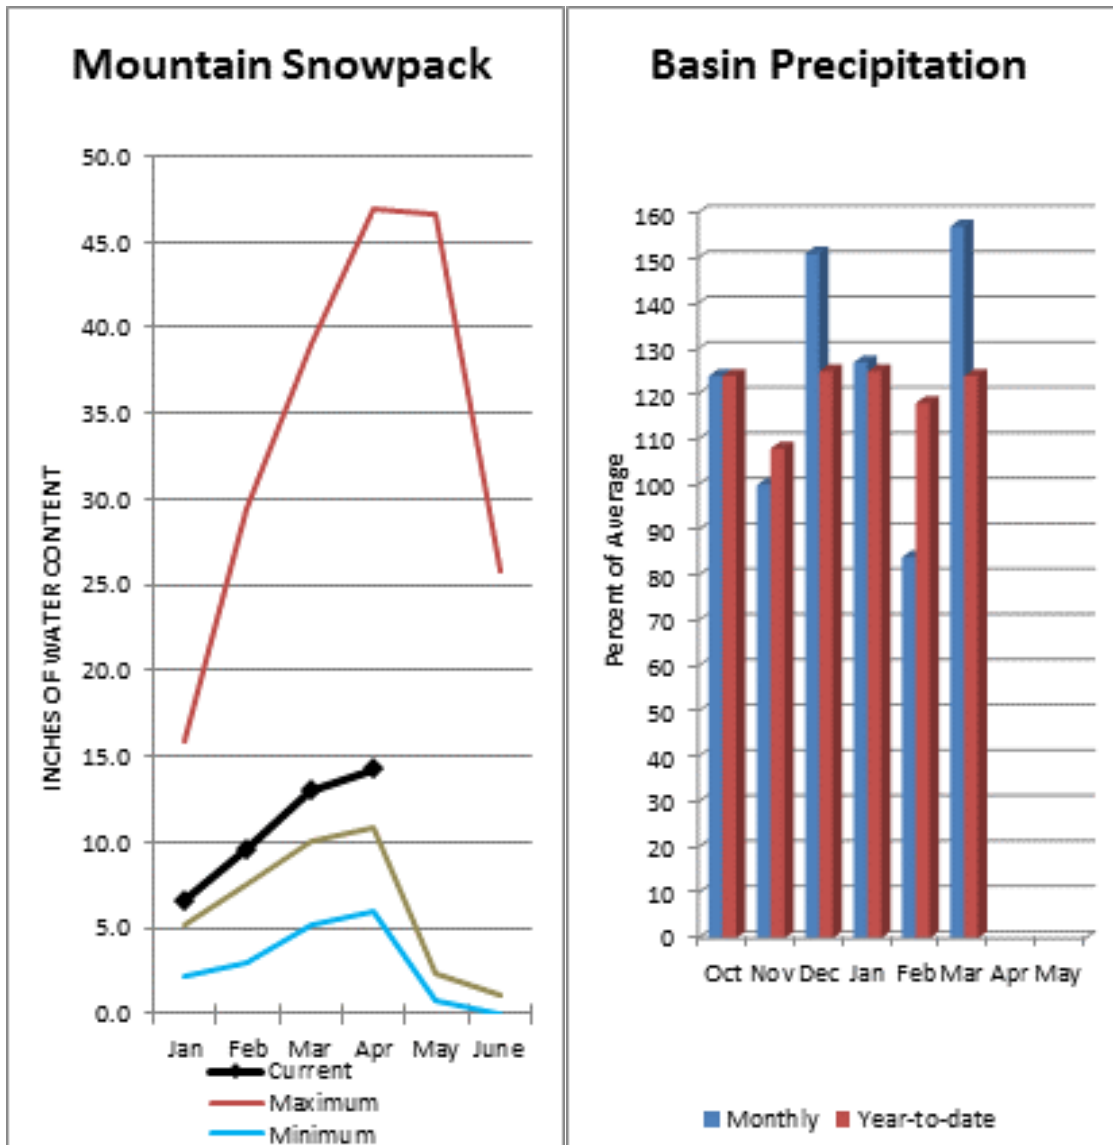 Mountain Snowpack
50.0
45.0
40.0
35.0
30.0
25.0
20.0
15.0
10.0
5.0
0.0
INCHES OF WATER CONTENT
Jan Feb Mar Apr May June
Current
Maximum
Minimum
Basin Precipitation
160
150
140
130
120
110
100
90
80
70
60
50
40
30
20
10
0
Percent of Average
Oct Nov Dec Jan Feb Mar Apr May
Monthly Year-to-date